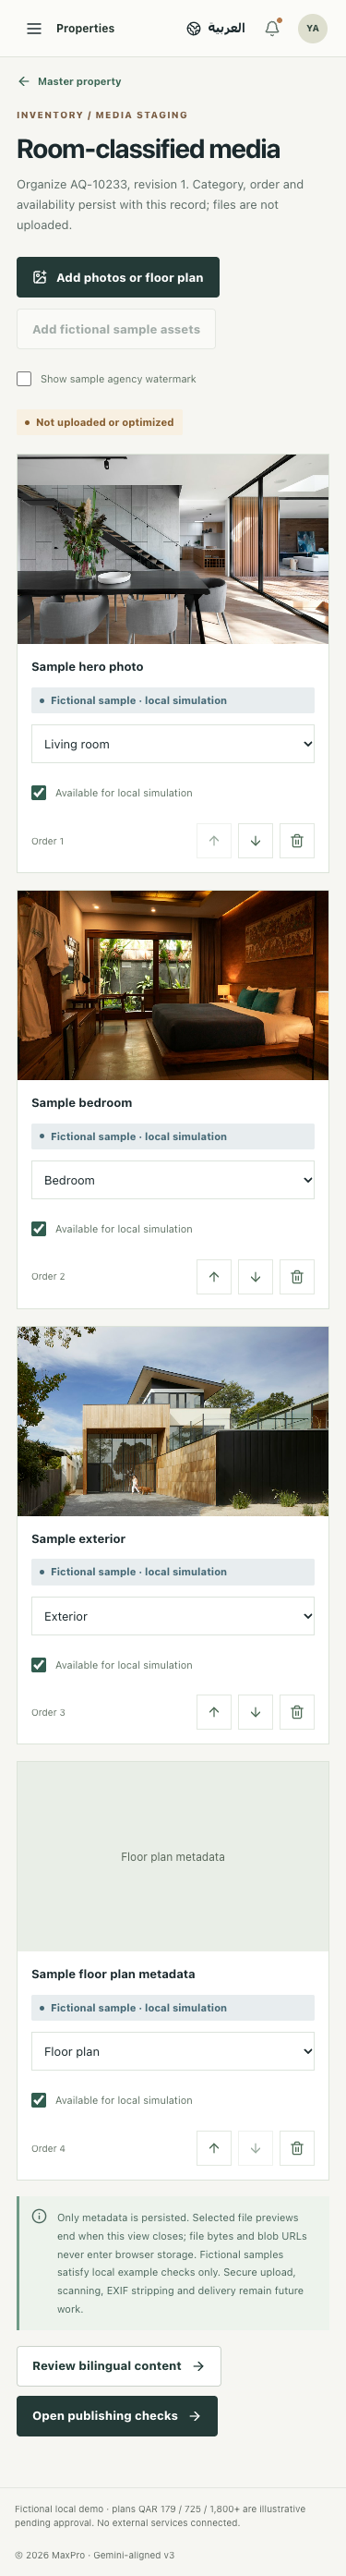 Properties
العربية
YA
Master property
INVENTORY / MEDIA STAGING
Room-classified media
Organize AQ-10233, revision 1. Category, order and
availability persist with this record; files are not
uploaded.
Add photos or floor plan
Add fictional sample assets
Show sample agency watermark
Not uploaded or optimized
Sample hero photo
Fictional sample · local simulation
Living room
Available for local simulation
Order 1
Sample bedroom
Fictional sample · local simulation
Bedroom
Available for local simulation
Order 2
Sample exterior
Fictional sample · local simulation
Exterior
Available for local simulation
Order 3
Floor plan metadata
Sample floor plan metadata
Fictional sample · local simulation
Floor plan
Available for local simulation
Order 4
Only metadata is persisted. Selected file previews
end when this view closes; file bytes and blob URLs
never enter browser storage. Fictional samples
satisfy local example checks only. Secure upload,
scanning, EXIF stripping and delivery remain future
work.
Review bilingual content
Open publishing checks
Fictional local demo · plans QAR 179 / 725 / 1,800+ are illustrative
pending approval. No external services connected.
© 2026 MaxPro · Gemini-aligned v3